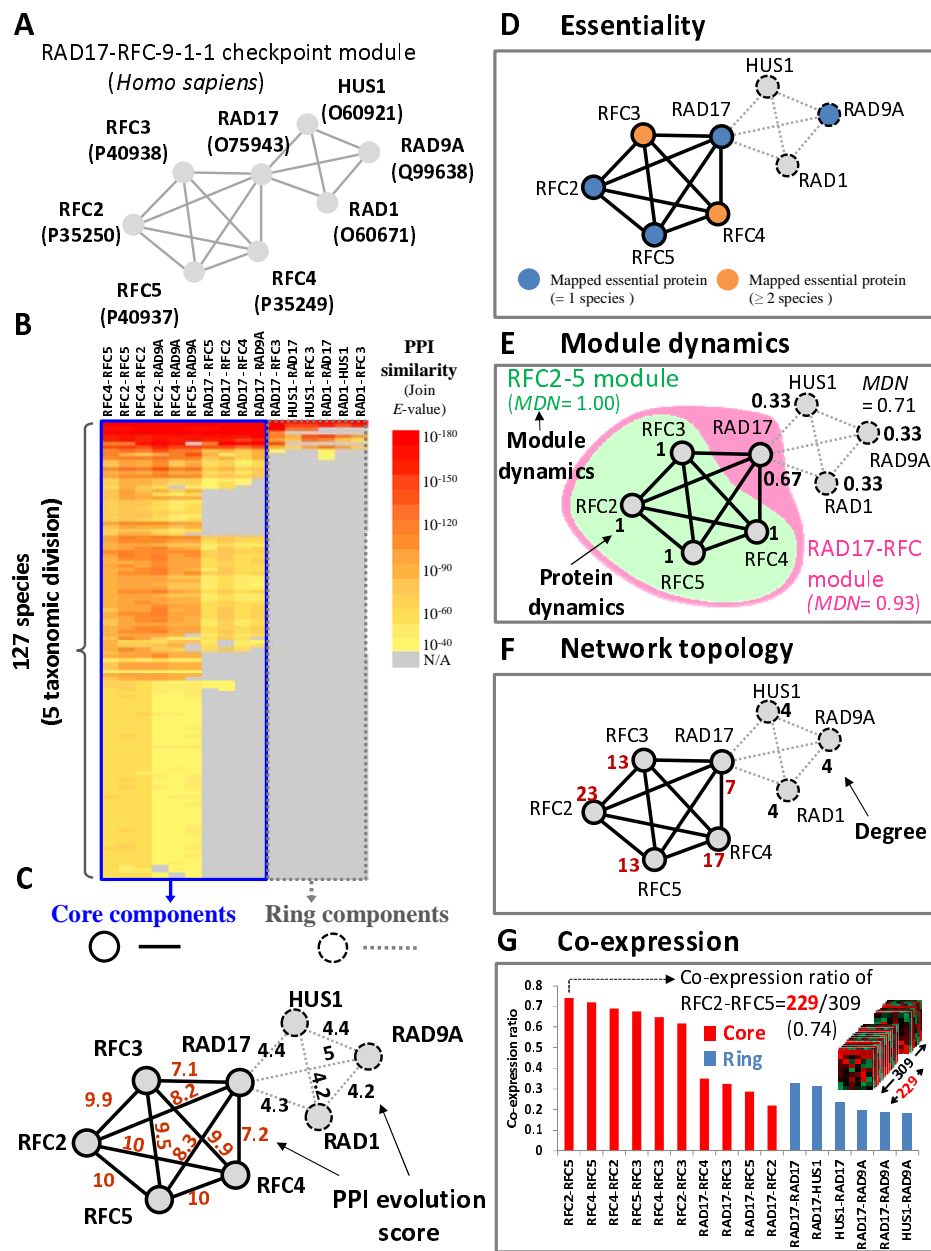 A
RAD17-RFC-9-1-1 checkpoint module
(Homo sapiens)
HUS1
(O60921)
RFC3
(P40938)
RAD17
(O75943)
RAD9A
(Q99638)
RFC2
(P35250)
RAD1
(O60671)
RFC5
(P40937)
RFC4
(P35249)
B
RFC4-RFC5
RFC2-RFC5
RFC4-RFC2
RFC2-RAD9A
RFC4-RAD9A
RFC5-RAD9A
RAD17-RFC5
RAD17-RFC2
RAD17-RFC4
RAD17-RAD9A
RAD17-RFC3
HUS1-RAD17
HUS1-RFC3
RAD1-RAD17
RAD1-HUS1
RAD1-RFC3
PPI
similarity
(Join
E-value)
10-180
10-150
10-120
10-90
10-60
10-40
N/A
127 species
(5 taxonomic division)
Core components
Ring components
C
HUS1
RAD9A
RFC3
RAD17
RFC2
RAD1
RFC4
RFC5
4.4
4.4
5
4.2
4.2
4.3
7.1
8.2
9.9
9.5
8.3
9.9
7.2
10
10
10
PPI evolution
score
D Essentiality
HUS1
RFC3
RAD17
RAD9A
RFC2
RAD1
RFC4
RFC5
Mapped essential protein
(= 1 species )
Mapped essential protein
(≥ 2 species )
E Module dynamics
RFC2-5 module
(MDN= 1.00)
HUS1
MDN
= 0.71
0.33
Module
dynamics
RFC3
RAD17
0.33
RAD9A
1
0.67
0.33
RAD1
RFC2
1
1
RFC4
1
RFC5
Protein
dynamics
RAD17-RFC
module
(MDN= 0.93)
F Network topology
HUS1
4
RAD9A
4
RFC3
RAD17
13
7
RFC2
23
4
RAD1
Degree
17
RFC4
13
RFC5
G Co-expression
Co-expression ratio of
RFC2-RFC5=229/309
(0.74)
Core
Ring
309
229
Co-expression ratio
0.8
0.7
0.6
0.5
0.4
0.3
0.2
0.1
0
RFC2-RFC5
RFC4-RFC5
RFC4-RFC2
RFC5-RFC3
RFC4-RFC3
RFC2-RFC3
RAD17-RFC4
RAD17-RFC3
RAD17-RFC5
RAD17-RFC2
RAD17-RAD17
RAD17-HUS1
HUS1-RAD17
RAD17-RAD9A
RAD17-RAD9A
HUS1-RAD9A